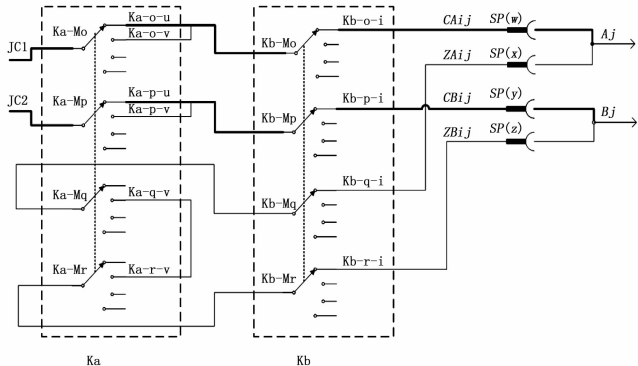 Ka-o-u
Kb-o-i
CAij
SP(w)
Aj
Ka-Mo
Ka-o-v
JC1
Kb-Mo
ZAij
SP(x)
Ka-p-u
Kb-p-i
CBij
SP(y)
JC2
Ka-Mp
Ka-p-v
Bj
Kb-Mp
ZBij
SP(z)
Ka-Mq
Ka-q-v
Kb-q-i
Kb-Mq
Ka-Mr
Ka-r-v
Kb-r-i
Kb-Mr
Ka
Kb